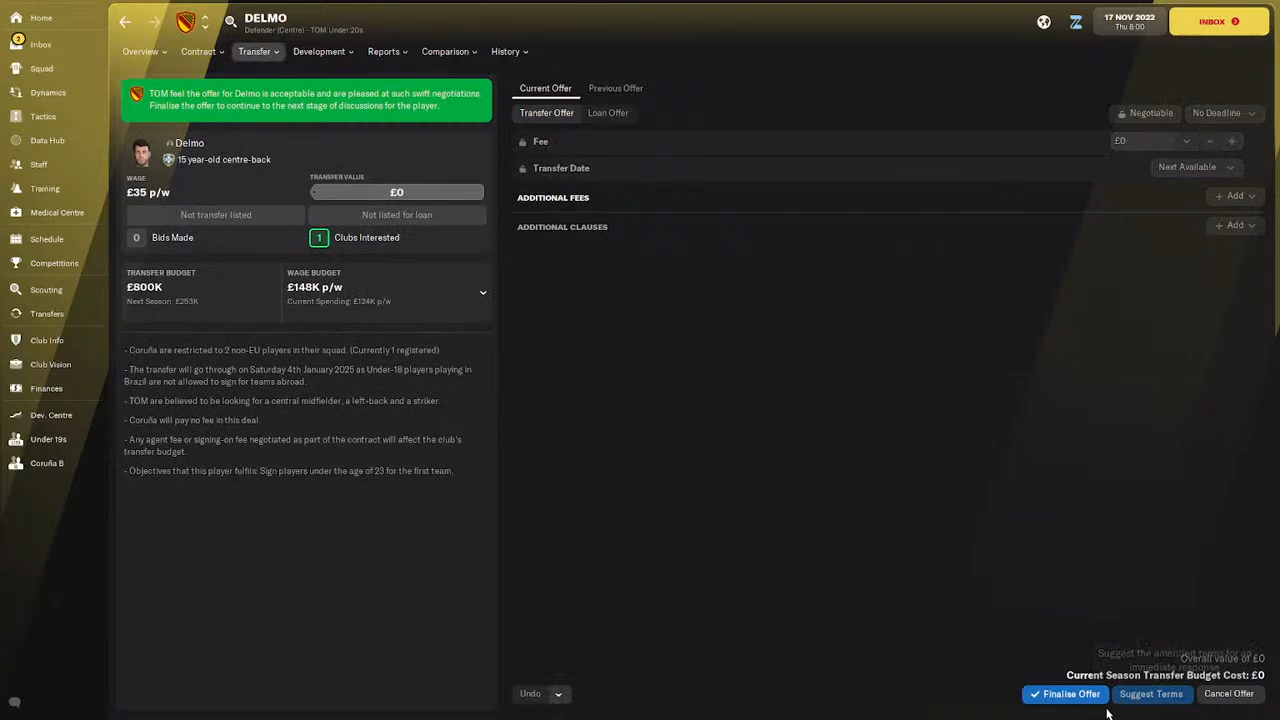 Home
2
Inbox
Squad
Dynamics
Tactics
Data Hub
Staff
Training
Medical Centre
Schedule
Competitions
Scouting
Transfers
Club Info
Club Vision
Finances
Dev. Centre
Under 19s
Coruña B
DELMO
Defender (Centre) - TOM Under 20s
17 NOV 2022
Thu 8:00
INBOX
Overview
Contract
Transfer
Development
Reports
Comparison
History
TOM feel the offer for Delmo is acceptable and are pleased at such swift negotiations.
Finalise the offer to continue to the next stage of discussions for the player.
Delmo
15 year-old centre-back
WAGE
£35 p/w
TRANSFER VALUE
£0
Not transfer listed
Not listed for loan
0 Bids Made
1 Clubs Interested
TRANSFER BUDGET
£800K
Next Season: £253K
WAGE BUDGET
£148K p/w
Current Spending: £124K p/w
- Coruña are restricted to 2 non-EU players in their squad. (Currently 1 registered)
- The transfer will go through on Saturday 4th January 2025 as Under-18 players playing in
Brazil are not allowed to sign for teams abroad.
- TOM are believed to be looking for a central midfielder, a left-back and a striker.
- Coruña will pay no fee in this deal.
- Any agent fee or signing-on fee negotiated as part of the contract will affect the club's
transfer budget.
- Objectives that this player fulfils: Sign players under the age of 23 for the first team.
Current Offer
Previous Offer
Transfer Offer
Loan Offer
Negotiable
No Deadline
Fee
£0
- +
Transfer Date
Next Available
ADDITIONAL FEES
+ Add
ADDITIONAL CLAUSES
+ Add
Suggest the amended terms for an
immediate response
Overall value of £0
Current Season Transfer Budget Cost: £0
Undo
Finalise Offer
Suggest Terms
Cancel Offer